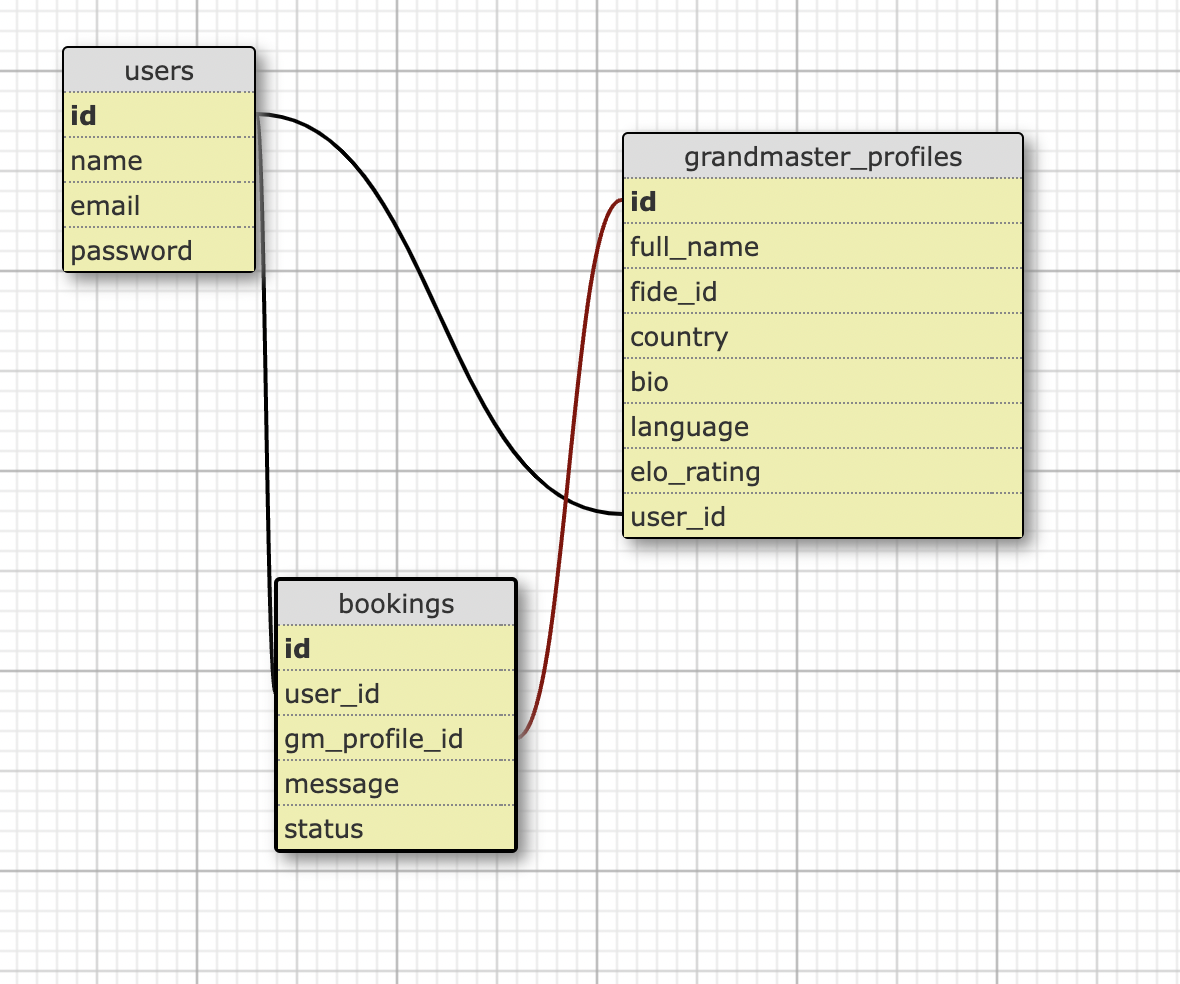 users
id
name
email
password
grandmaster_profiles
id
full_name
fide_id
country
bio
language
elo_rating
user_id
bookings
id
user_id
gm_profile_id
message
status